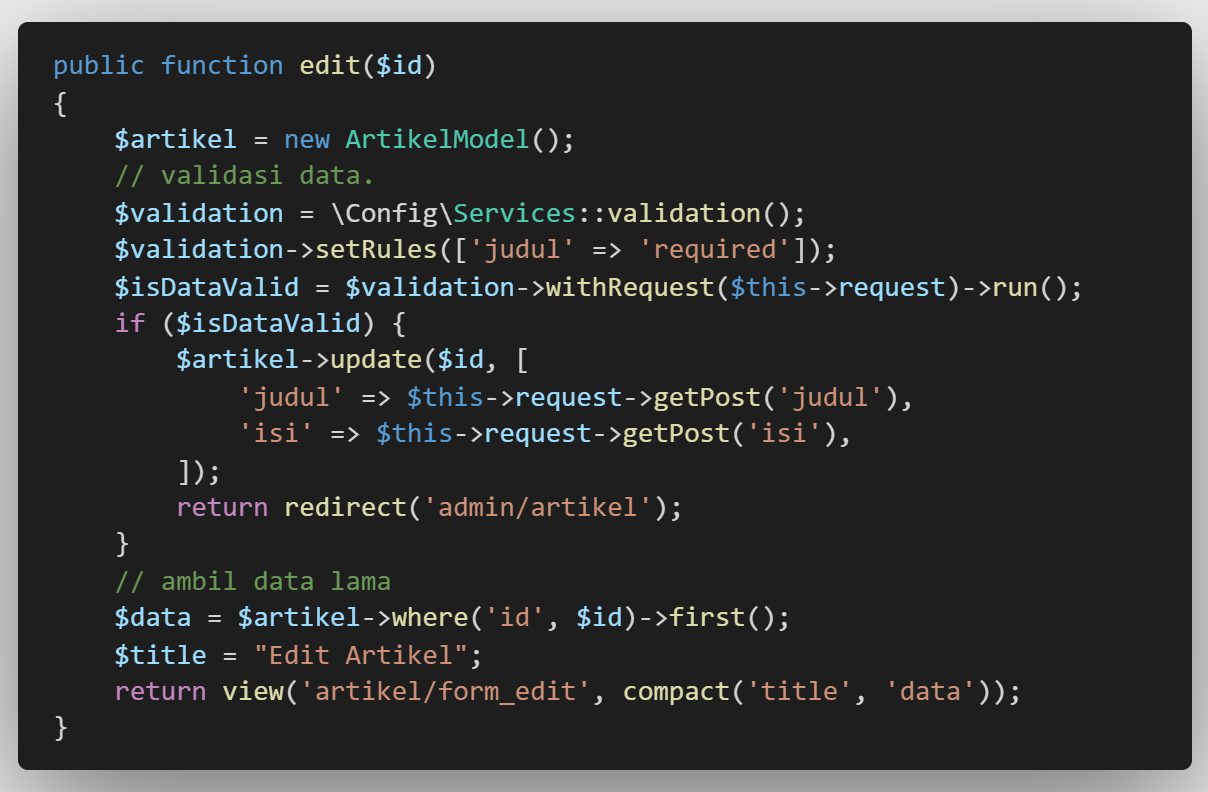 public function edit($id)
{
    $artikel = new ArtikelModel();
    // validasi data.
    $validation = \Config\Services::validation();
    $validation->setRules(['judul' => 'required']);
    $isDataValid = $validation->withRequest($this->request)->run();
    if ($isDataValid) {
        $artikel->update($id, [
            'judul' => $this->request->getPost('judul'),
            'isi' => $this->request->getPost('isi'),
        ]);
        return redirect('admin/artikel');
    }
    // ambil data lama
    $data = $artikel->where('id', $id)->first();
    $title = "Edit Artikel";
    return view('artikel/form_edit', compact('title', 'data'));
}